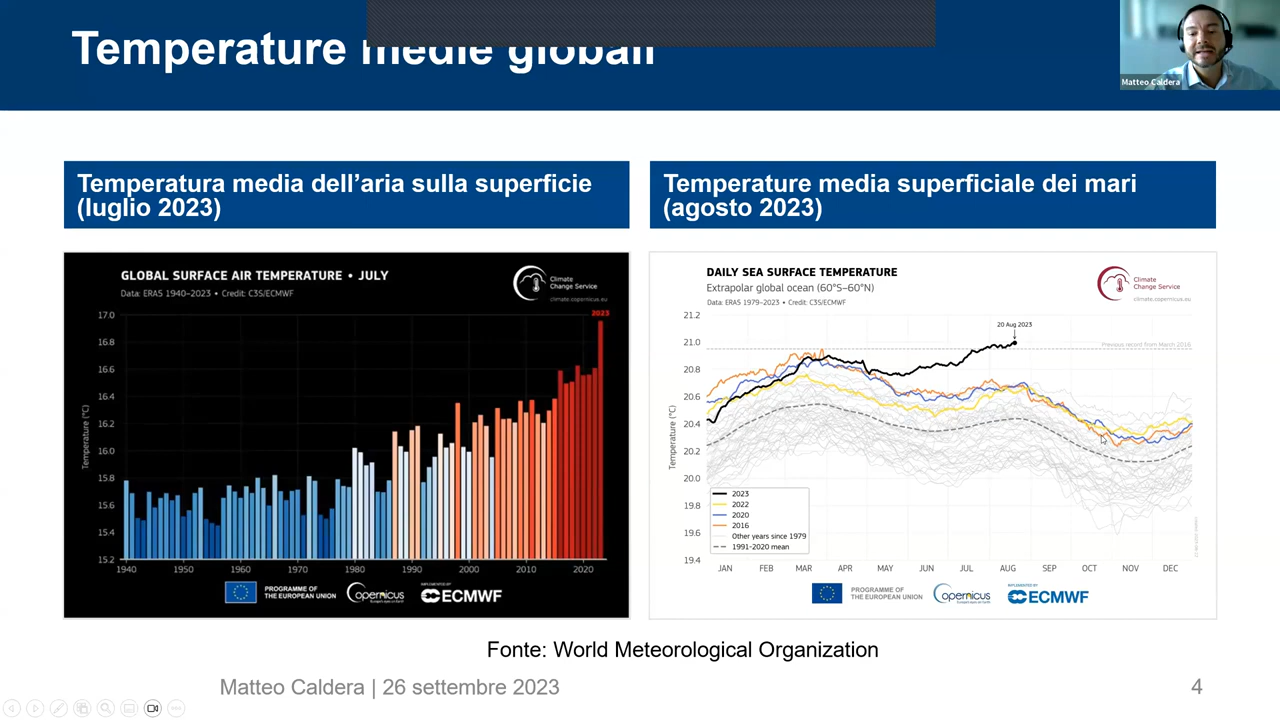 Temperature medie globali
Matteo Caldera
Temperatura media dell'aria sulla superficie
(luglio 2023)
Temperature media superficiale dei mari
(agosto 2023)
GLOBAL SURFACE AIR TEMPERATURE • JULY
Data: ERA5 1940–2023 • Credit: C3S/ECMWF
Climate
Change Service
climate.copernicus.eu
2023
17.0
16.8
16.6
16.4
16.2
16.0
15.8
15.6
15.4
15.2
Temperature (°C)
1940 1950 1960 1970 1980 1990 2000 2010 2020
PROGRAMME OF
THE EUROPEAN UNION
opernicus
IMPLEMENTED BY
ECMWF
DAILY SEA SURFACE TEMPERATURE
Extrapolar global ocean (60°S–60°N)
Data: ERA5 1979–2023 • Credit: C3S/ECMWF
Climate
Change Service
climate.copernicus.eu
20 Aug 2023
Previous record from March 2016
21.2
21.0
20.8
20.6
20.4
20.2
20.0
19.8
19.6
19.4
Temperature (°C)
2023
2022
2020
2016
Other years since 1979
1991-2020 mean
JAN FEB MAR APR MAY JUN JUL AUG SEP OCT NOV DEC
PROGRAMME OF
THE EUROPEAN UNION
opernicus
IMPLEMENTED BY
ECMWF
Fonte: World Meteorological Organization
Matteo Caldera | 26 settembre 2023
4